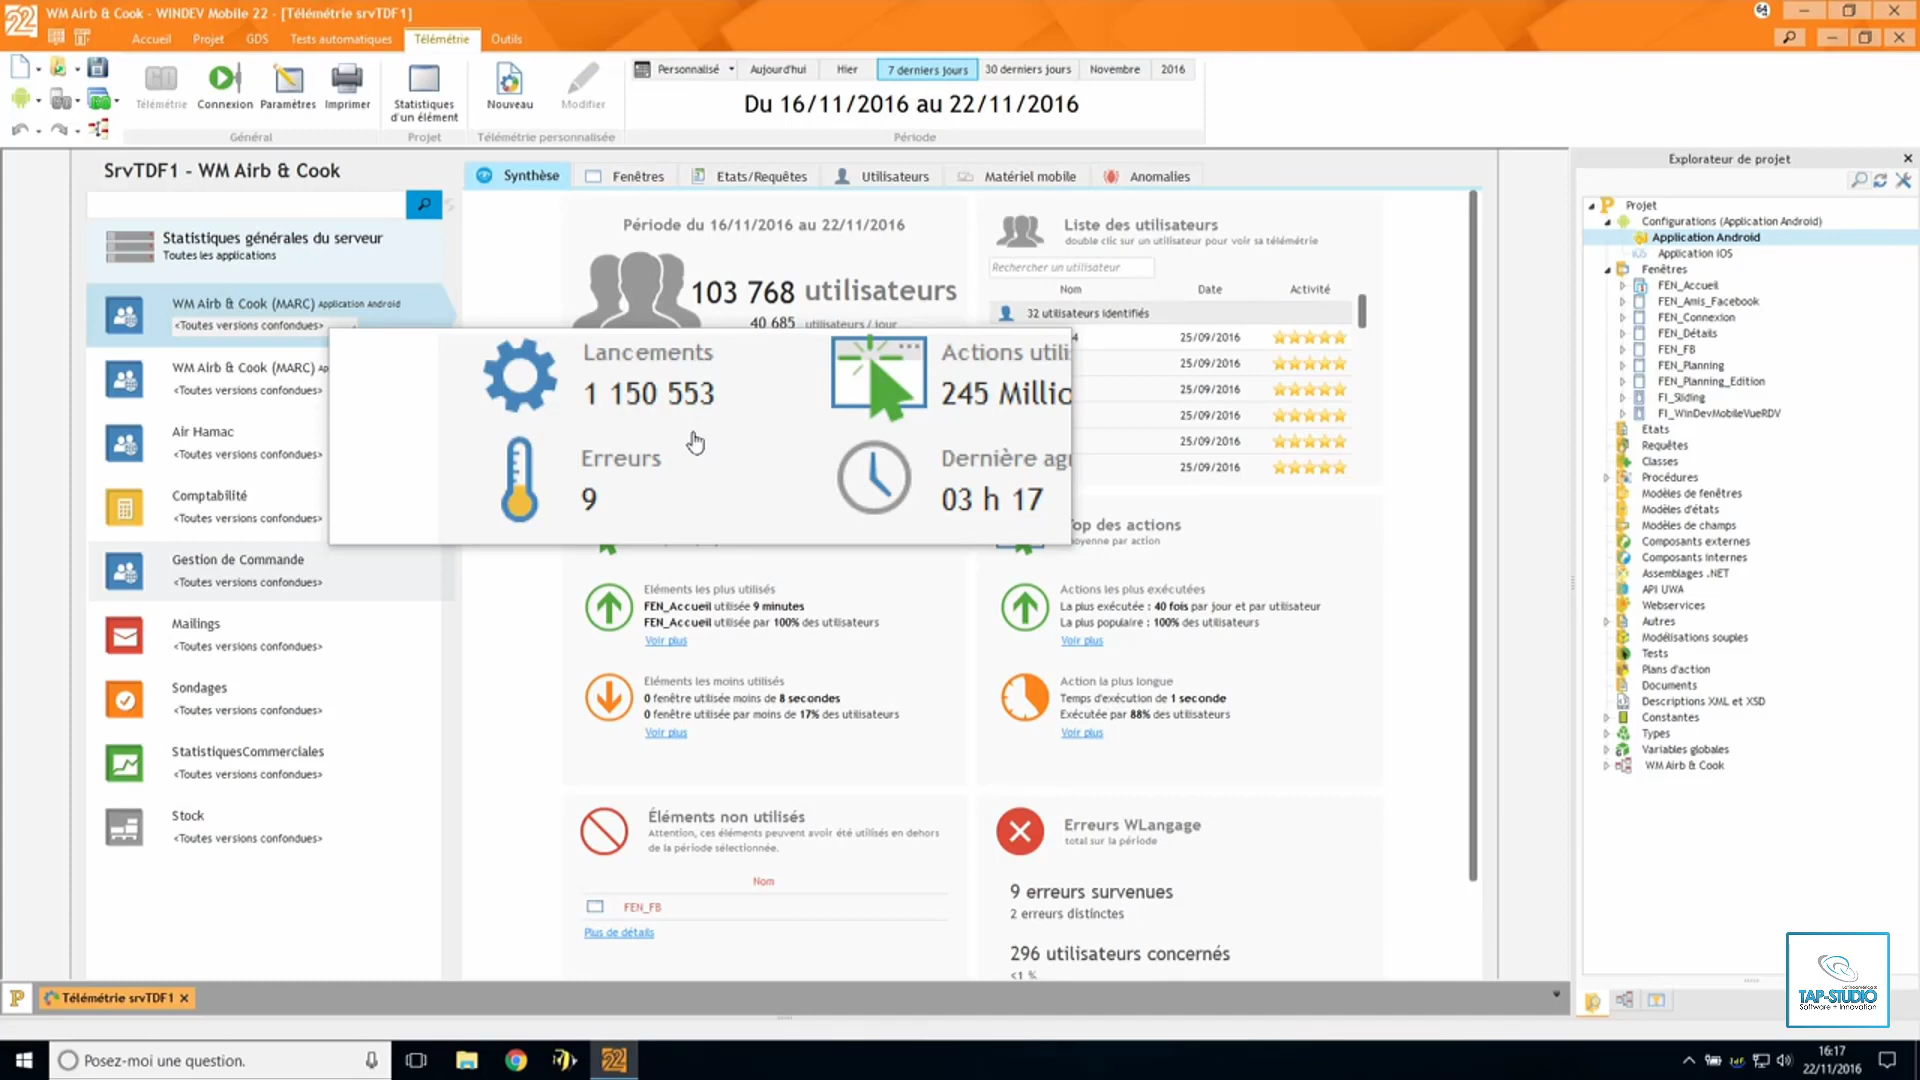 WM Airb & Cook - WINDEV Mobile 22 - [Télémétrie srvTDF1]
64
Accueil Projet GDS Tests automatiques Télémétrie Outils
Télémétrie Connexion Paramètres Imprimer
Général
Statistiques d'un élément
Projet
Nouveau Modifier
Télémétrie personnalisée
Personnalisé Aujourd'hui Hier 7 derniers jours 30 derniers jours Novembre 2016
Du 16/11/2016 au 22/11/2016
Période
SrvTDF1 - WM Airb & Cook
Statistiques générales du serveur
Toutes les applications
WM Airb & Cook (MARC) Application Android
<Toutes versions confondues>
WM Airb & Cook (MARC)
<Toutes versions confondues>
Air Hamac
<Toutes versions confondues>
Comptabilité
<Toutes versions confondues>
Gestion de Commande
<Toutes versions confondues>
Mailings
<Toutes versions confondues>
Sondages
<Toutes versions confondues>
StatistiquesCommerciales
<Toutes versions confondues>
Stock
<Toutes versions confondues>
Synthèse Fenêtres Etats/Requêtes Utilisateurs Matériel mobile Anomalies
Période du 16/11/2016 au 22/11/2016
103 768 utilisateurs
40 685 utilisateurs / jour
Lancements
1 150 553
Actions utili
245 Millio
Erreurs
9
Dernière agr
03 h 17
Liste des utilisateurs
double clic sur un utilisateur pour voir sa télémétrie
Rechercher un utilisateur
Nom Date Activité
32 utilisateurs identifiés
4 25/09/2016
25/09/2016
25/09/2016
25/09/2016
25/09/2016
25/09/2016
Eléments les plus utilisés
FEN_Accueil utilisée 9 minutes
FEN_Accueil utilisée par 100% des utilisateurs
Voir plus
Eléments les moins utilisés
0 fenêtre utilisée moins de 8 secondes
0 fenêtre utilisée par moins de 17% des utilisateurs
Voir plus
Top des actions
moyenne par action
Actions les plus exécutées
La plus exécutée : 40 fois par jour et par utilisateur
La plus populaire : 100% des utilisateurs
Voir plus
Action la plus longue
Temps d'exécution de 1 seconde
Exécutée par 88% des utilisateurs
Voir plus
Éléments non utilisés
Attention, ces éléments peuvent avoir été utilisés en dehors
de la période sélectionnée.
Nom
FEN_FB
Plus de détails
Erreurs WLangage
total sur la période
9 erreurs survenues
2 erreurs distinctes
296 utilisateurs concernés
<1 %
Explorateur de projet
Projet
Configurations (Application Android)
Application Android
iOS Application iOS
Fenêtres
FEN_Accueil
FEN_Amis_Facebook
FEN_Connexion
FEN_Détails
FEN_FB
FEN_Planning
FEN_Planning_Edition
FI_Sliding
FI_WinDevMobileVueRDV
Etats
Requêtes
Classes
Procédures
Modèles de fenêtres
Modèles d'états
Modèles de champs
Composants externes
Composants internes
Assemblages .NET
API UWA
Webservices
Autres
Modélisations souples
Tests
Plans d'action
Documents
Descriptions XML et XSD
Constantes
Types
Variables globales
WM Airb & Cook
Télémétrie srvTDF1
TAP-STUDIO
Software + Innovation
Posez-moi une question.
22
16:17
22/11/2016